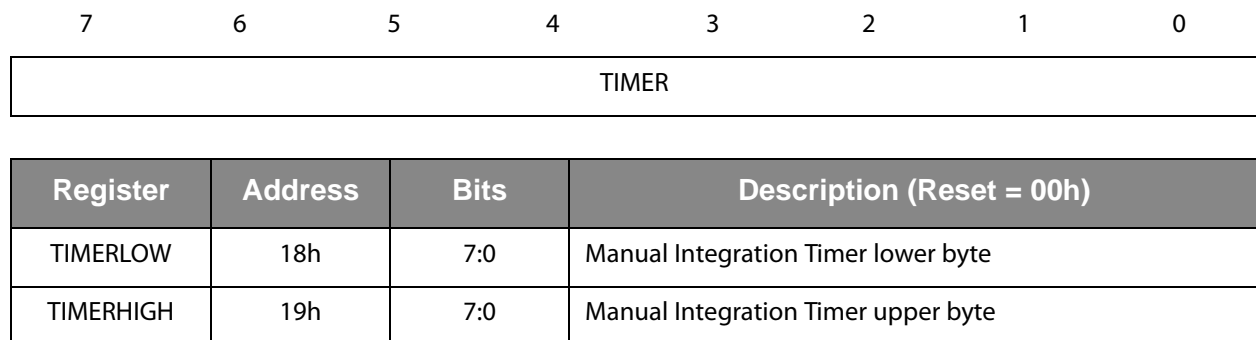 7 6 5 4 3 2 1 0
TIMER
Register Address Bits Description (Reset = 00h)
TIMERLOW 18h 7:0 Manual Integration Timer lower byte
TIMERHIGH 19h 7:0 Manual Integration Timer upper byte